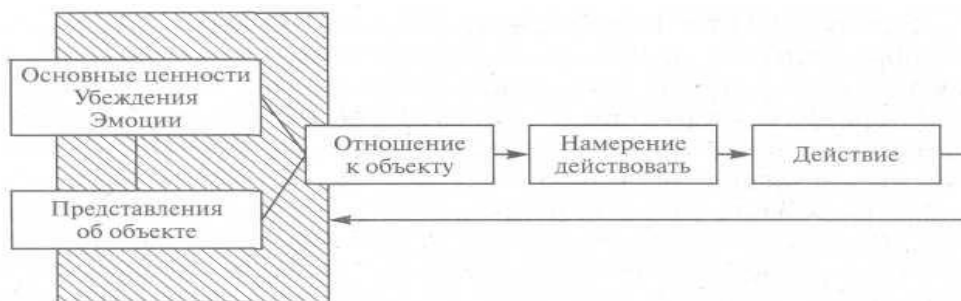 Основные ценности
Убеждения
Эмоции
Представления
об объекте
Отношение
к объекту
Намерение
действовать
Действие